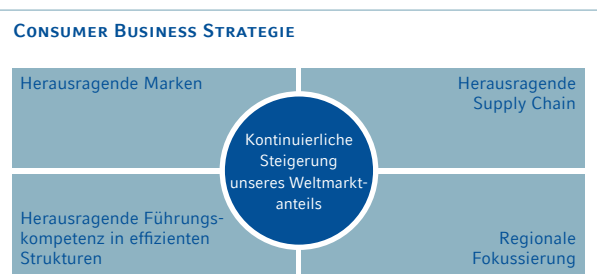 Consumer Business Strategie
Herausragende Marken
Herausragende
Supply Chain
Kontinuierliche
Steigerung
unseres Weltmarkt-
anteils
Herausragende Führungs-
kompetenz in effizienten
Strukturen
Regionale
Fokussierung